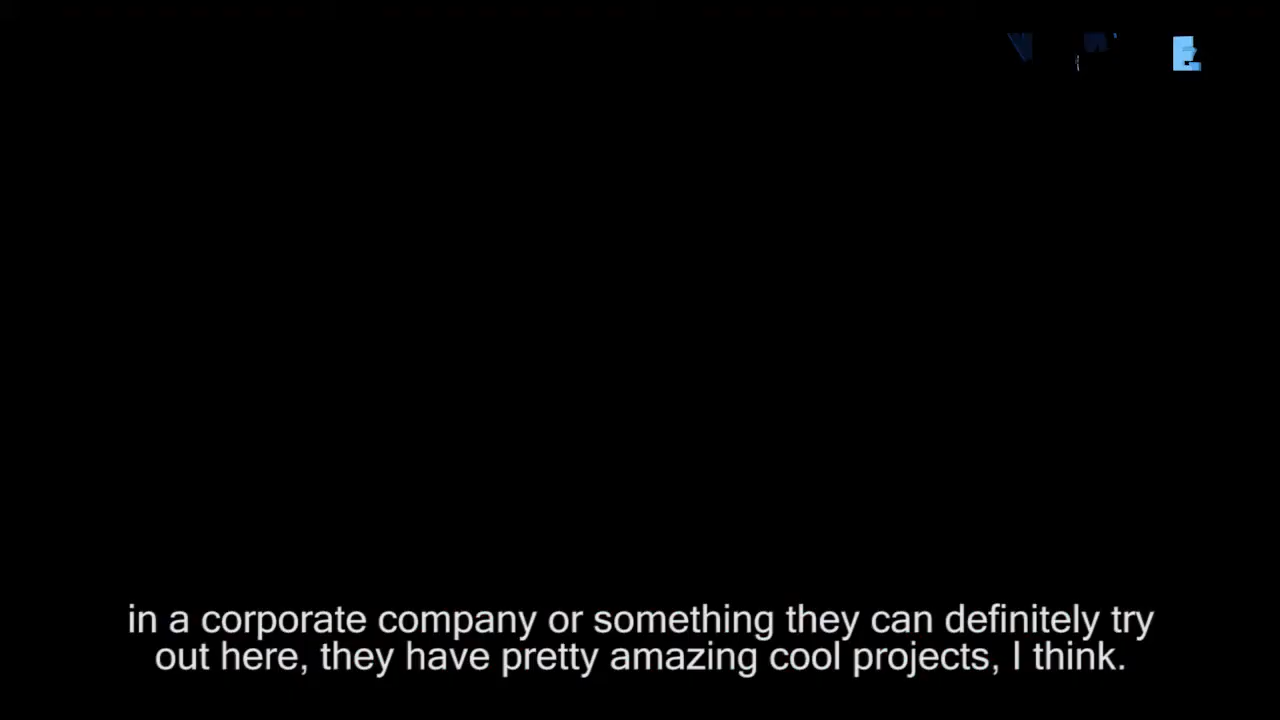 E
in a corporate company or something they can definitely try
out here, they have pretty amazing cool projects, I think.